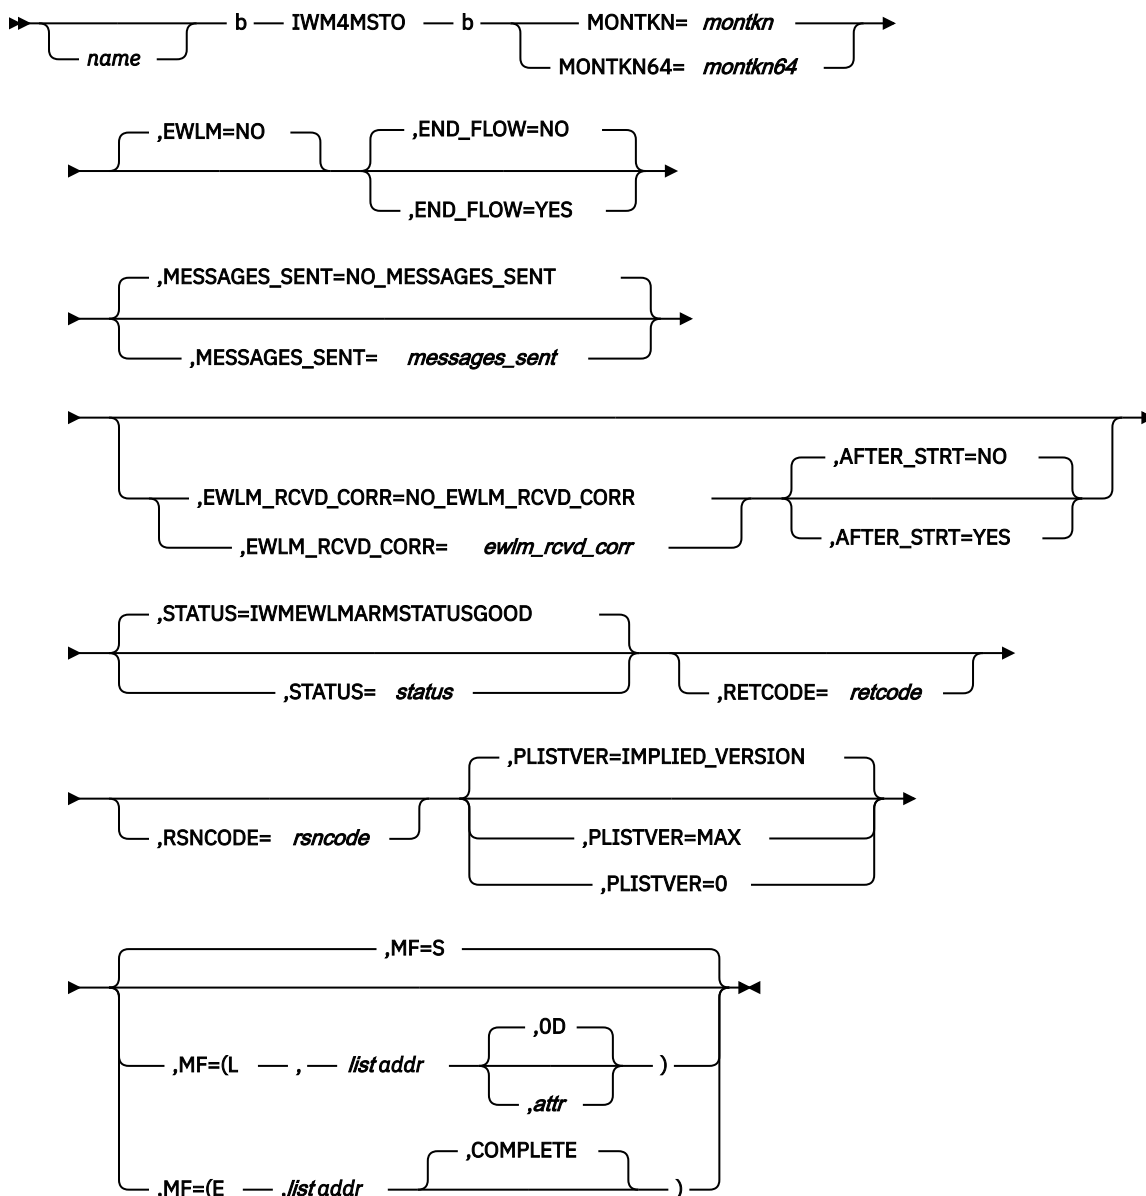 b IWM4MSTO b MONTKN= montkn
name
MONTKN64= montkn64
,EWLM=NO ,END_FLOW=NO
,END_FLOW=YES
,MESSAGES_SENT=NO_MESSAGES_SENT
,MESSAGES_SENT= messages_sent
,AFTER_STRT=NO
,EWLM_RCVD_CORR=NO_EWLM_RCVD_CORR
,AFTER_STRT=YES
,EWLM_RCVD_CORR= ewlm_rcvd_corr
,STATUS=IWMEWLMARMSTATUSGOOD
,STATUS= status ,RETCODE= retcode
,PLISTVER=IMPLIED_VERSION
,RSNCODE= rsncode ,PLISTVER=MAX
,PLISTVER=0
,MF=S
,0D
,MF=(L , list addr )
,attr
,COMPLETE
,MF=(E ,list addr )